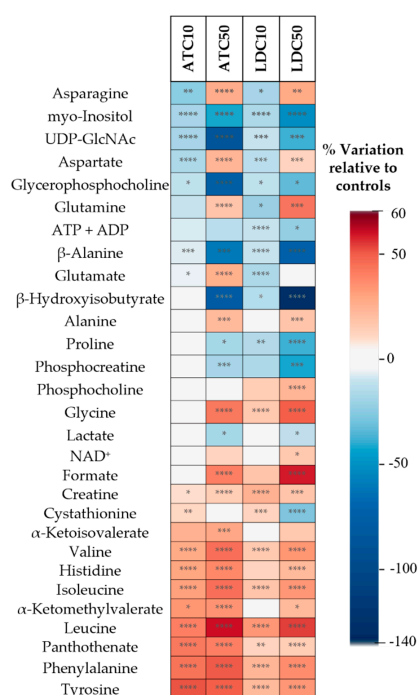 ATC10 ATC50 LDC10 LDC50
Asparagine ** **** * **
myo-Inositol **** **** **** ****
UDP-GlcNAc **** **** *** ***
Aspartate **** **** *** ***
Glycerophosphocholine * **** * *
Glutamine **** * ****
ATP + ADP **** *
β-Alanine *** **** **** ****
Glutamate * **** ****
β-Hydroxyisobutyrate **** * ****
Alanine *** ***
Proline * ** ****
Phosphocreatine *** ***
Phosphocholine ****
Glycine **** **** ****
Lactate * *
NAD⁺ *
Formate **** ****
Creatine * **** **** ***
Cystathionine ** *** ****
α-Ketoisovalerate ***
Valine **** **** **** ****
Histidine **** **** ****
Isoleucine **** **** **** ****
α-Ketomethylvalerate * **** *
Leucine **** **** **** ****
Panthothenate **** **** ** ****
Phenylalanine **** **** **** ****
Tyrosine **** **** **** ****
% Variation
relative to
controls
60
50
0
-50
-100
-140